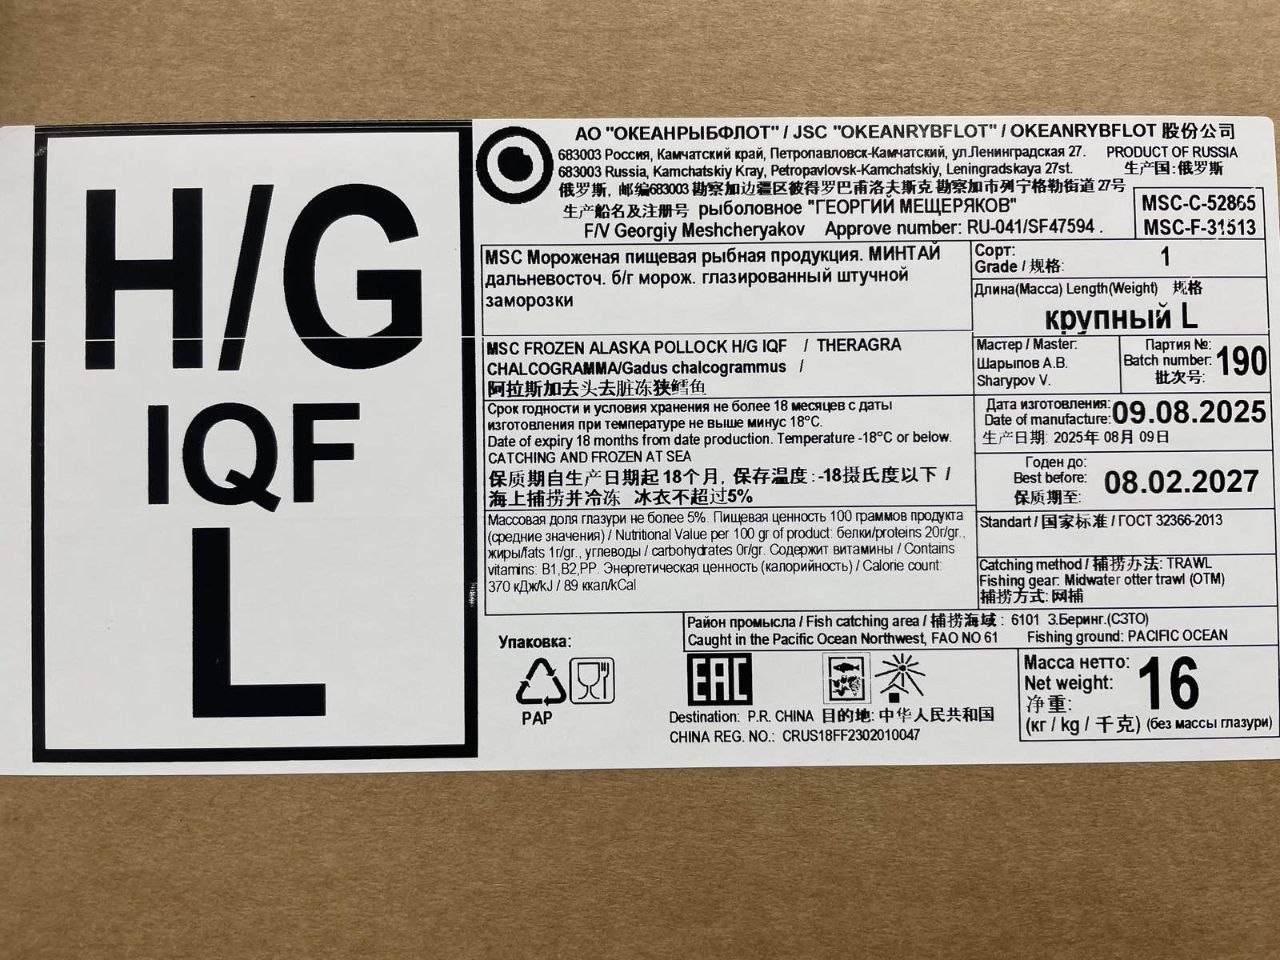 H/G
IQF
L
АО "ОКЕАНРЫБФЛОТ" / JSC "OKEANRYBFLOT" / OKEANRYBFLOT 股份公司
683003 Россия, Камчатский край, Петропавловск-Камчатский, ул.Ленинградская 27.
PRODUCT OF RUSSIA
683003 Russia, Kamchatskiy Kray, Petropavlovsk-Kamchatskiy, Leningradskaya 27st.
生产国:俄罗斯
俄罗斯, 邮编683003 勘察加边疆区彼得罗巴甫洛夫斯克 勘察加市列宁格勒街道 27号
生产船名及注册号 рыболовное "ГЕОРГИЙ МЕЩЕРЯКОВ"
F/V Georgiy Meshcheryakov Approve number: RU-041/SF47594 .
MSC-C-52865
MSC-F-31513
MSC Мороженая пищевая рыбная продукция. МИНТАЙ
дальневосточ. б/г морож. глазированный штучной
заморозки
Сорт:
Grade / 规格: 1
Длина(Масса) Length(Weight) 规格
крупный L
MSC FROZEN ALASKA POLLOCK H/G IQF / THERAGRA
CHALCOGRAMMA/Gadus chalcogrammus /
阿拉斯加去头去脏冻狭鳕鱼
Мастер / Master:
Шарыпов А.В.
Sharypov V.
Партия №:
Batch number: 190
批次号:
Срок годности и условия хранения не более 18 месяцев с даты
изготовления при температуре не выше минус 18°С.
Date of expiry 18 months from date production. Temperature -18°C or below.
CATCHING AND FROZEN AT SEA
保质期自生产日期起 18个月, 保存温度: -18摄氏度以下 /
海上捕捞并冷冻 冰衣不超过5%
Дата изготовления:
Date of manufacture: 09.08.2025
生产日期: 2025年 08月 09日
Годен до:
Best before: 08.02.2027
保质期至:
Массовая доля глазури не более 5%. Пищевая ценность 100 граммов продукта
(средние значения) / Nutritional Value per 100 gr of product: белки/proteins 20г/gr.,
жиры/fats 1г/gr., углеводы / carbohydrates 0г/gr. Содержит витамины / Contains
vitamins: B1,B2,PP. Энергетическая ценность (калорийность) / Calorie count:
370 кДж/kJ / 89 ккал/kCal
Standart / 国家标准 / ГОСТ 32366-2013
Catching method / 捕捞办法: TRAWL
Fishing gear: Midwater otter trawl (OTM)
捕捞方式: 网捕
Район промысла / Fish catching area / 捕捞海域 : 6101 З.Беринг.(СЗТО)
Caught in the Pacific Ocean Northwest, FAO NO 61 Fishing ground: PACIFIC OCEAN
Упаковка:
PAP
EAC
Destination: P.R. CHINA 目的地: 中华人民共和国
CHINA REG. NO.: CRUS18FF2302010047
Масса нетто:
Net weight: 16
净重:
(кг / kg / 千克) (без массы глазури)